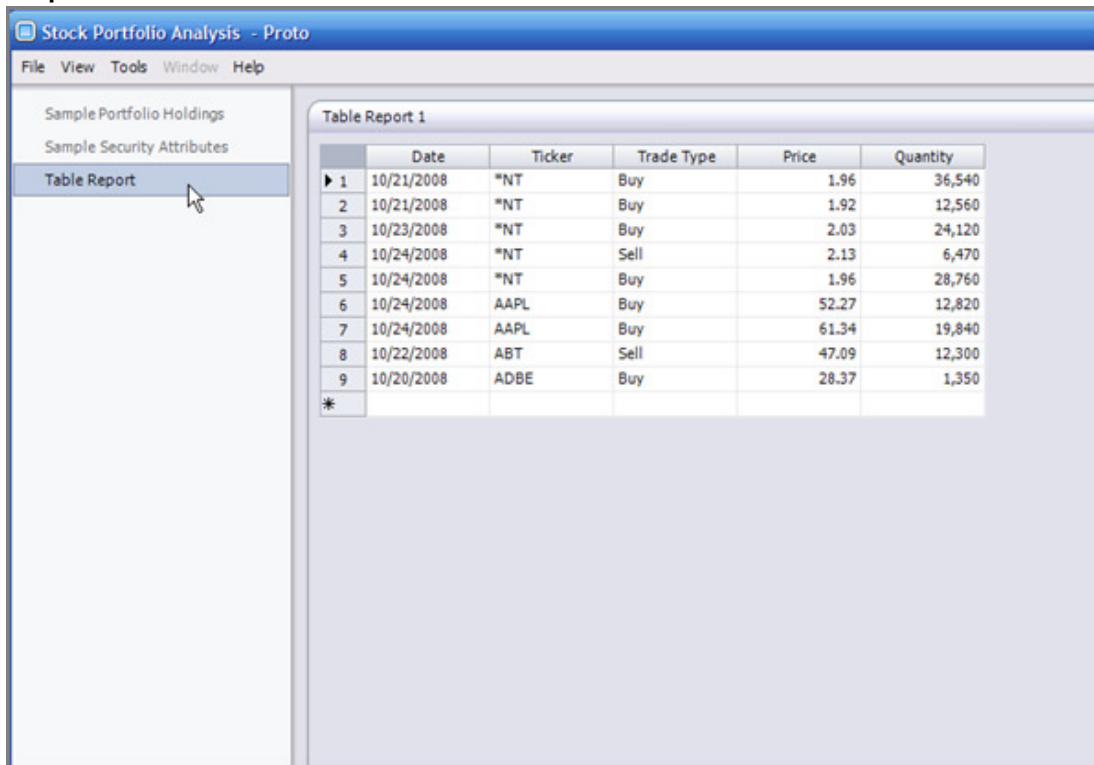 Stock Portfolio Analysis - Proto
File View Tools Window Help
Sample Portfolio Holdings
Sample Security Attributes
Table Report
Table Report 1
Date Ticker Trade Type Price Quantity
1 10/21/2008 *NT Buy 1.96 36,540
2 10/21/2008 *NT Buy 1.92 12,560
3 10/23/2008 *NT Buy 2.03 24,120
4 10/24/2008 *NT Sell 2.13 6,470
5 10/24/2008 *NT Buy 1.96 28,760
6 10/24/2008 AAPL Buy 52.27 12,820
7 10/24/2008 AAPL Buy 61.34 19,840
8 10/22/2008 ABT Sell 47.09 12,300
9 10/20/2008 ADBE Buy 28.37 1,350
*